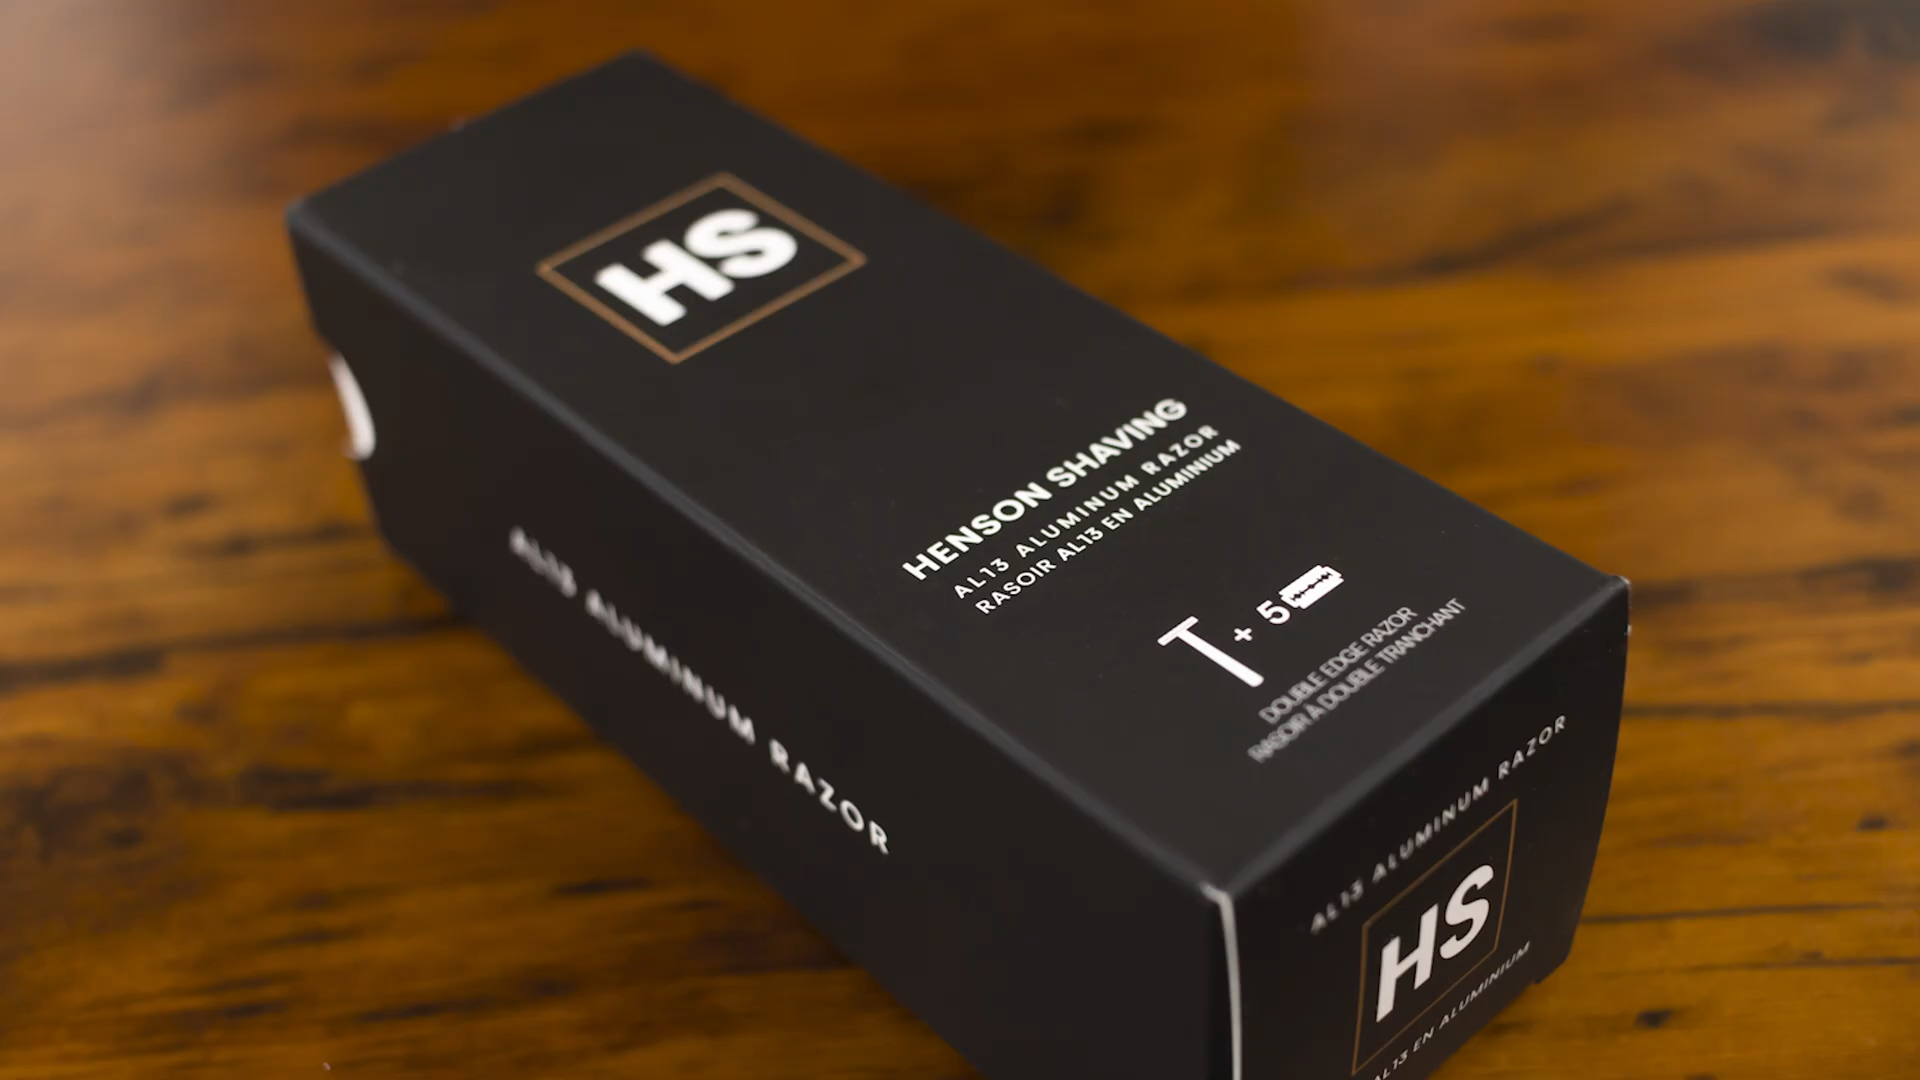 HS
HENSON SHAVING
AL13 ALUMINUM RAZOR
RASOIR AL13 EN ALUMINIUM
+ 5
DOUBLE EDGE RAZOR
RASOIR À DOUBLE TRANCHANT
AL13 ALUMINUM RAZOR
AL13 ALUMINUM RAZOR
HS
AL13 EN ALUMINIUM